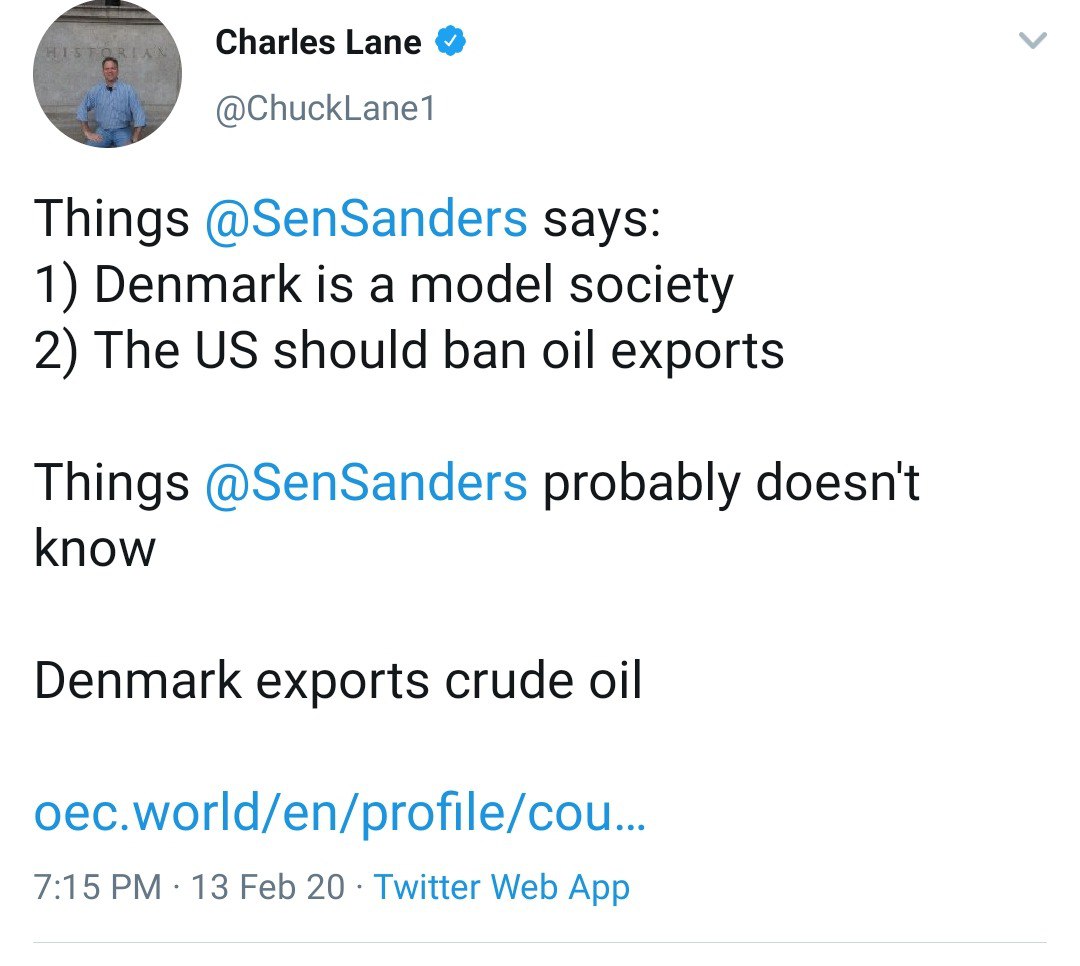 HISTORIAN
Charles Lane
@ChuckLane1
Things @SenSanders says:
1) Denmark is a model society
2) The US should ban oil exports
Things @SenSanders probably doesn't
know
Denmark exports crude oil
oec.world/en/profile/cou...
7:15 PM · 13 Feb 20 · Twitter Web App